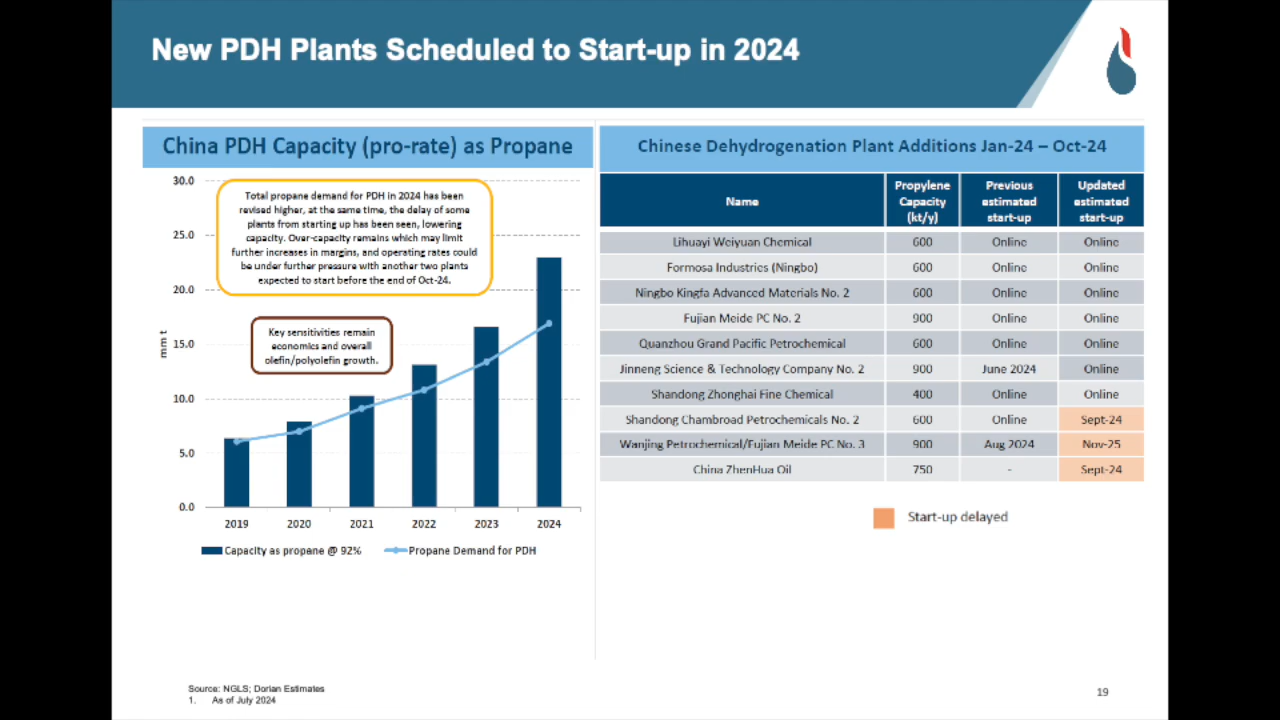 New PDH Plants Scheduled to Start-up in 2024
China PDH Capacity (pro-rate) as Propane
30.0
25.0
20.0
15.0
10.0
5.0
0.0
mm t
Total propane demand for PDH in 2024 has been
revised higher, at the same time, the delay of some
plants from starting up has been seen, lowering
capacity. Over-capacity remains which may limit
further increases in margins, and operating rates could
be under further pressure with another two plants
expected to start before the end of Oct-24.
Key sensitivities remain
economics and overall
olefin/polyolefin growth.
2019 2020 2021 2022 2023 2024
Capacity as propane @ 92% Propane Demand for PDH
Chinese Dehydrogenation Plant Additions Jan-24 – Oct-24
Name Propylene Capacity (kt/y) Previous estimated start-up Updated estimated start-up
Lihuayi Weiyuan Chemical 600 Online Online
Formosa Industries (Ningbo) 600 Online Online
Ningbo Kingfa Advanced Materials No. 2 600 Online Online
Fujian Meide PC No. 2 900 Online Online
Quanzhou Grand Pacific Petrochemical 600 Online Online
Jinneng Science & Technology Company No. 2 900 June 2024 Online
Shandong Zhonghai Fine Chemical 400 Online Online
Shandong Chambroad Petrochemicals No. 2 600 Online Sept-24
Wanjing Petrochemical/Fujian Meide PC No. 3 900 Aug 2024 Nov-25
China ZhenHua Oil 750 - Sept-24
Start-up delayed
Source: NGLS; Dorian Estimates
1. As of July 2024
19